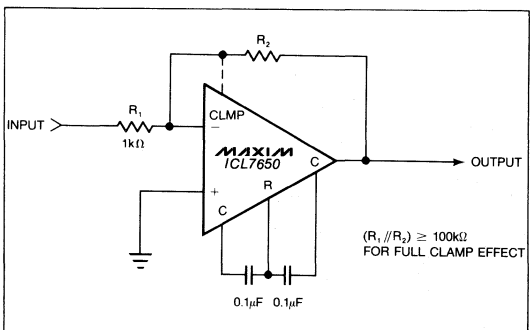 R₂
R₁
CLMP
INPUT
−
1kΩ
MAXIM
ICL7650
C
OUTPUT
R
+
C
(R₁//R₂) ≥ 100kΩ
FOR FULL CLAMP EFFECT
0.1µF 0.1µF